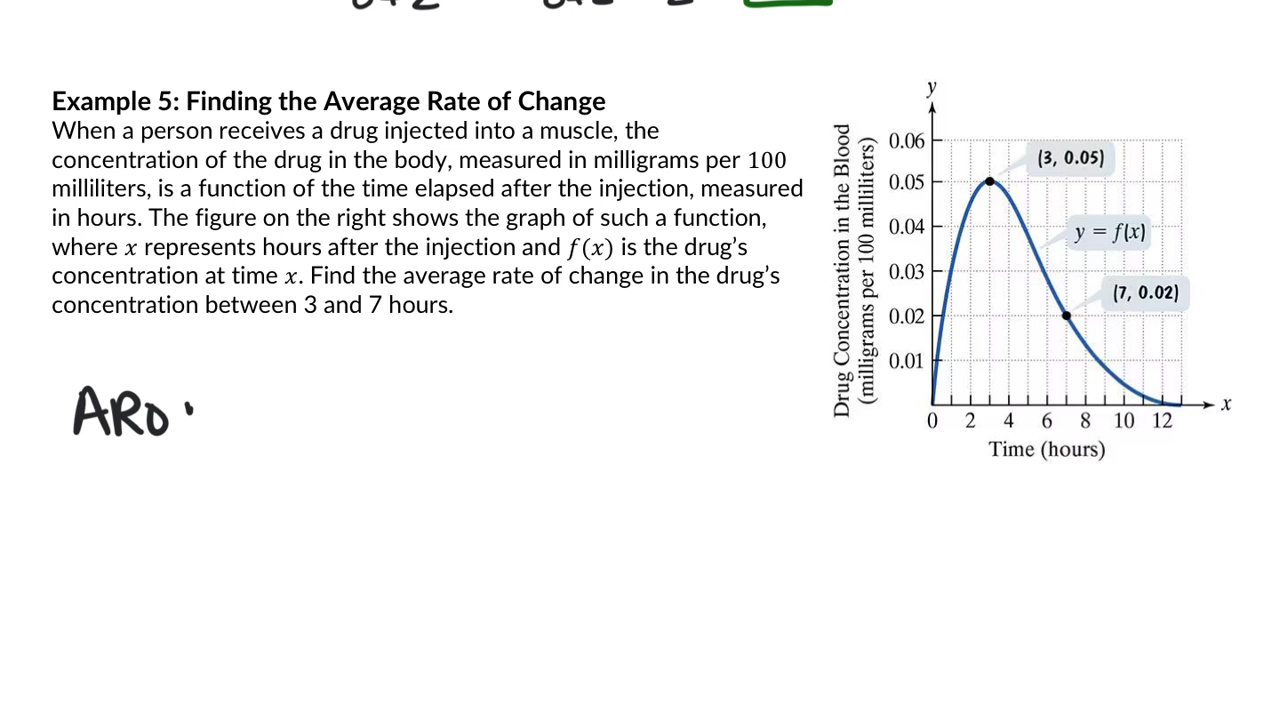 Example 5: Finding the Average Rate of Change
When a person receives a drug injected into a muscle, the
concentration of the drug in the body, measured in milligrams per 100
milliliters, is a function of the time elapsed after the injection, measured
in hours. The figure on the right shows the graph of such a function,
where x represents hours after the injection and f(x) is the drug’s
concentration at time x. Find the average rate of change in the drug’s
concentration between 3 and 7 hours.
ARO
y
Drug Concentration in the Blood
(milligrams per 100 milliliters)
0.06
0.05
0.04
0.03
0.02
0.01
(3, 0.05)
y = f(x)
(7, 0.02)
0 2 4 6 8 10 12
x
Time (hours)